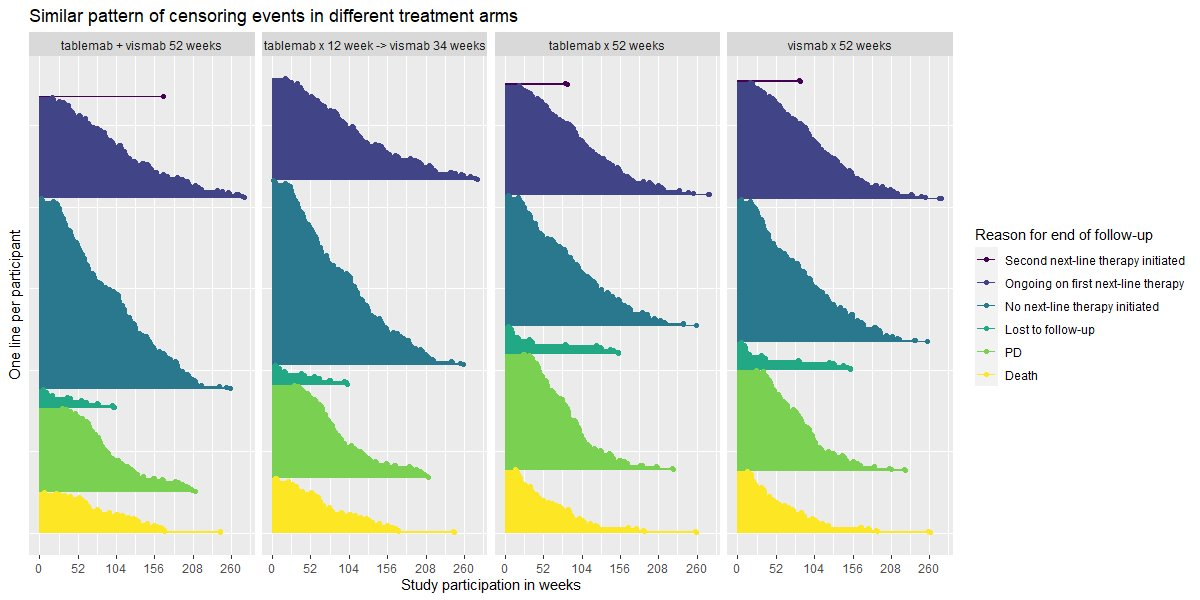 Similar pattern of censoring events in different treatment arms
tablemab + vismab 52 weeks
tablemab x 12 week -> vismab 34 weeks
tablemab x 52 weeks
vismab x 52 weeks
One line per participant
Reason for end of follow-up
Second next-line therapy initiated
Ongoing on first next-line therapy
No next-line therapy initiated
Lost to follow-up
PD
Death
0 52 104 156 208 260
0 52 104 156 208 260
0 52 104 156 208 260
0 52 104 156 208 260
Study participation in weeks